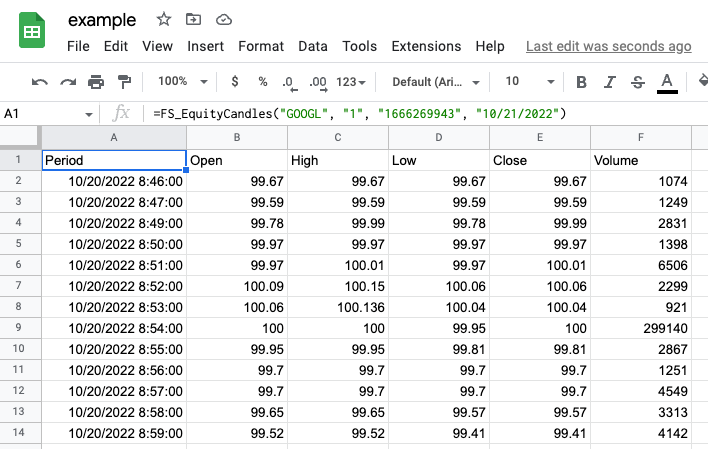 example
File Edit View Insert Format Data Tools Extensions Help Last edit was seconds ago
100% $ % .0 .00 123 Default (Ari... 10 B I S A
A1 fx =FS_EquityCandles("GOOGL", "1", "1666269943", "10/21/2022")
A B C D E F
1 Period Open High Low Close Volume
2 10/20/2022 8:46:00 99.67 99.67 99.67 99.67 1074
3 10/20/2022 8:47:00 99.59 99.59 99.59 99.59 1249
4 10/20/2022 8:49:00 99.78 99.99 99.78 99.99 2831
5 10/20/2022 8:50:00 99.97 99.97 99.97 99.97 1398
6 10/20/2022 8:51:00 99.97 100.01 99.97 100.01 6506
7 10/20/2022 8:52:00 100.09 100.15 100.06 100.06 2299
8 10/20/2022 8:53:00 100.06 100.136 100.04 100.04 921
9 10/20/2022 8:54:00 100 100 99.95 100 299140
10 10/20/2022 8:55:00 99.95 99.95 99.81 99.81 2867
11 10/20/2022 8:56:00 99.7 99.7 99.7 99.7 1251
12 10/20/2022 8:57:00 99.7 99.7 99.7 99.7 4549
13 10/20/2022 8:58:00 99.65 99.65 99.57 99.57 3313
14 10/20/2022 8:59:00 99.52 99.52 99.41 99.41 4142